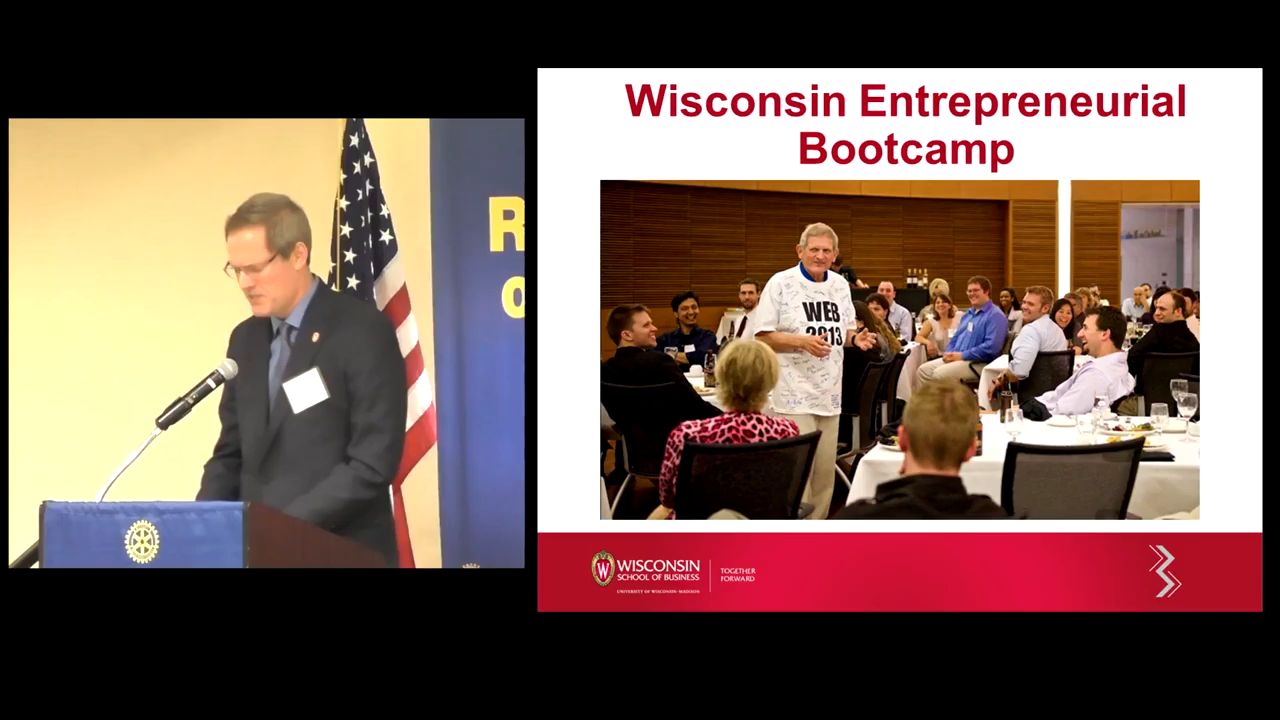 R
O
Wisconsin Entrepreneurial
Bootcamp
WEB
2013
WISCONSIN
SCHOOL OF BUSINESS
UNIVERSITY OF WISCONSIN–MADISON
TOGETHER
FORWARD
W